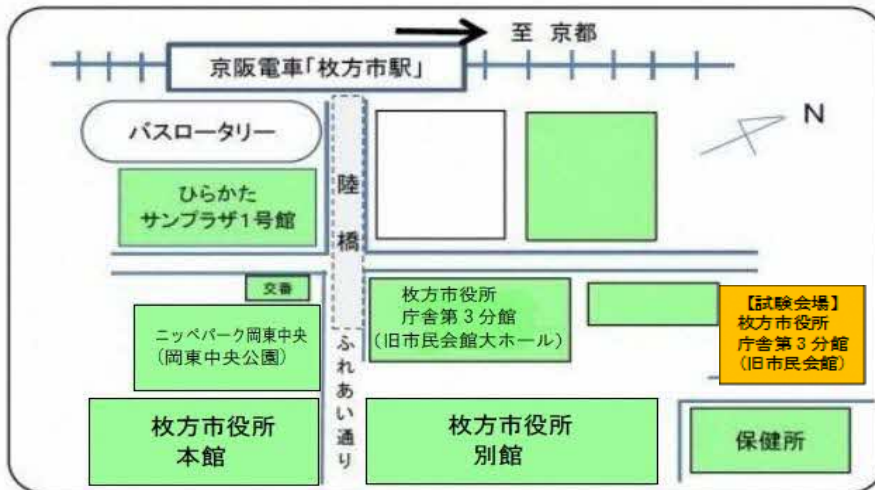 至 京都
京阪電車「枚方市駅」
N
バスロータリー
陸橋
ひらかた
サンプラザ1号館
交番
ニッペパーク岡東中央
(岡東中央公園)
枚方市役所
庁舎第3分館
(旧市民会館大ホール)
【試験会場】
枚方市役所
庁舎第3分館
(旧市民会館)
ふれあい通り
枚方市役所
本館
枚方市役所
別館
保健所